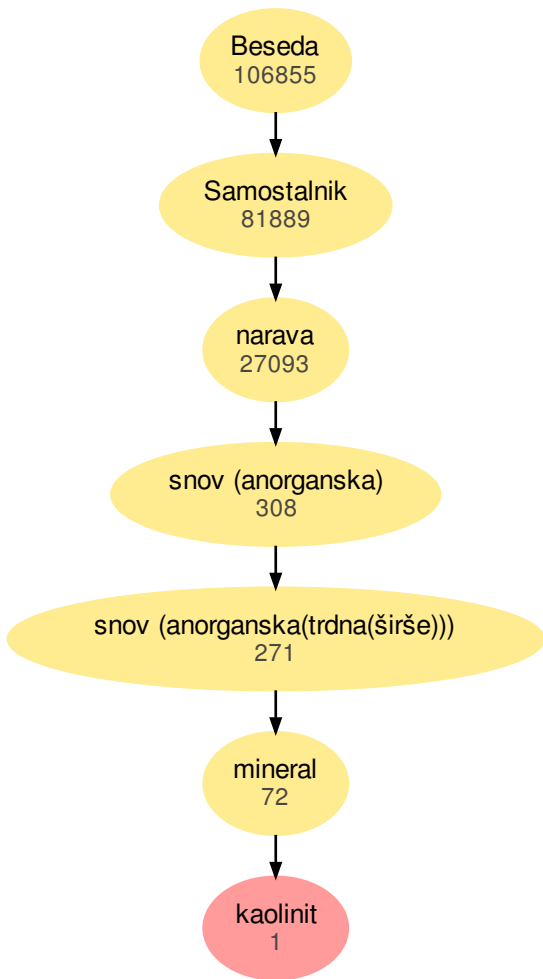 Beseda
106855
Samostalnik
81889
narava
27093
snov (anorganska)
308
snov (anorganska(trdna(širše)))
271
mineral
72
kaolinit
1